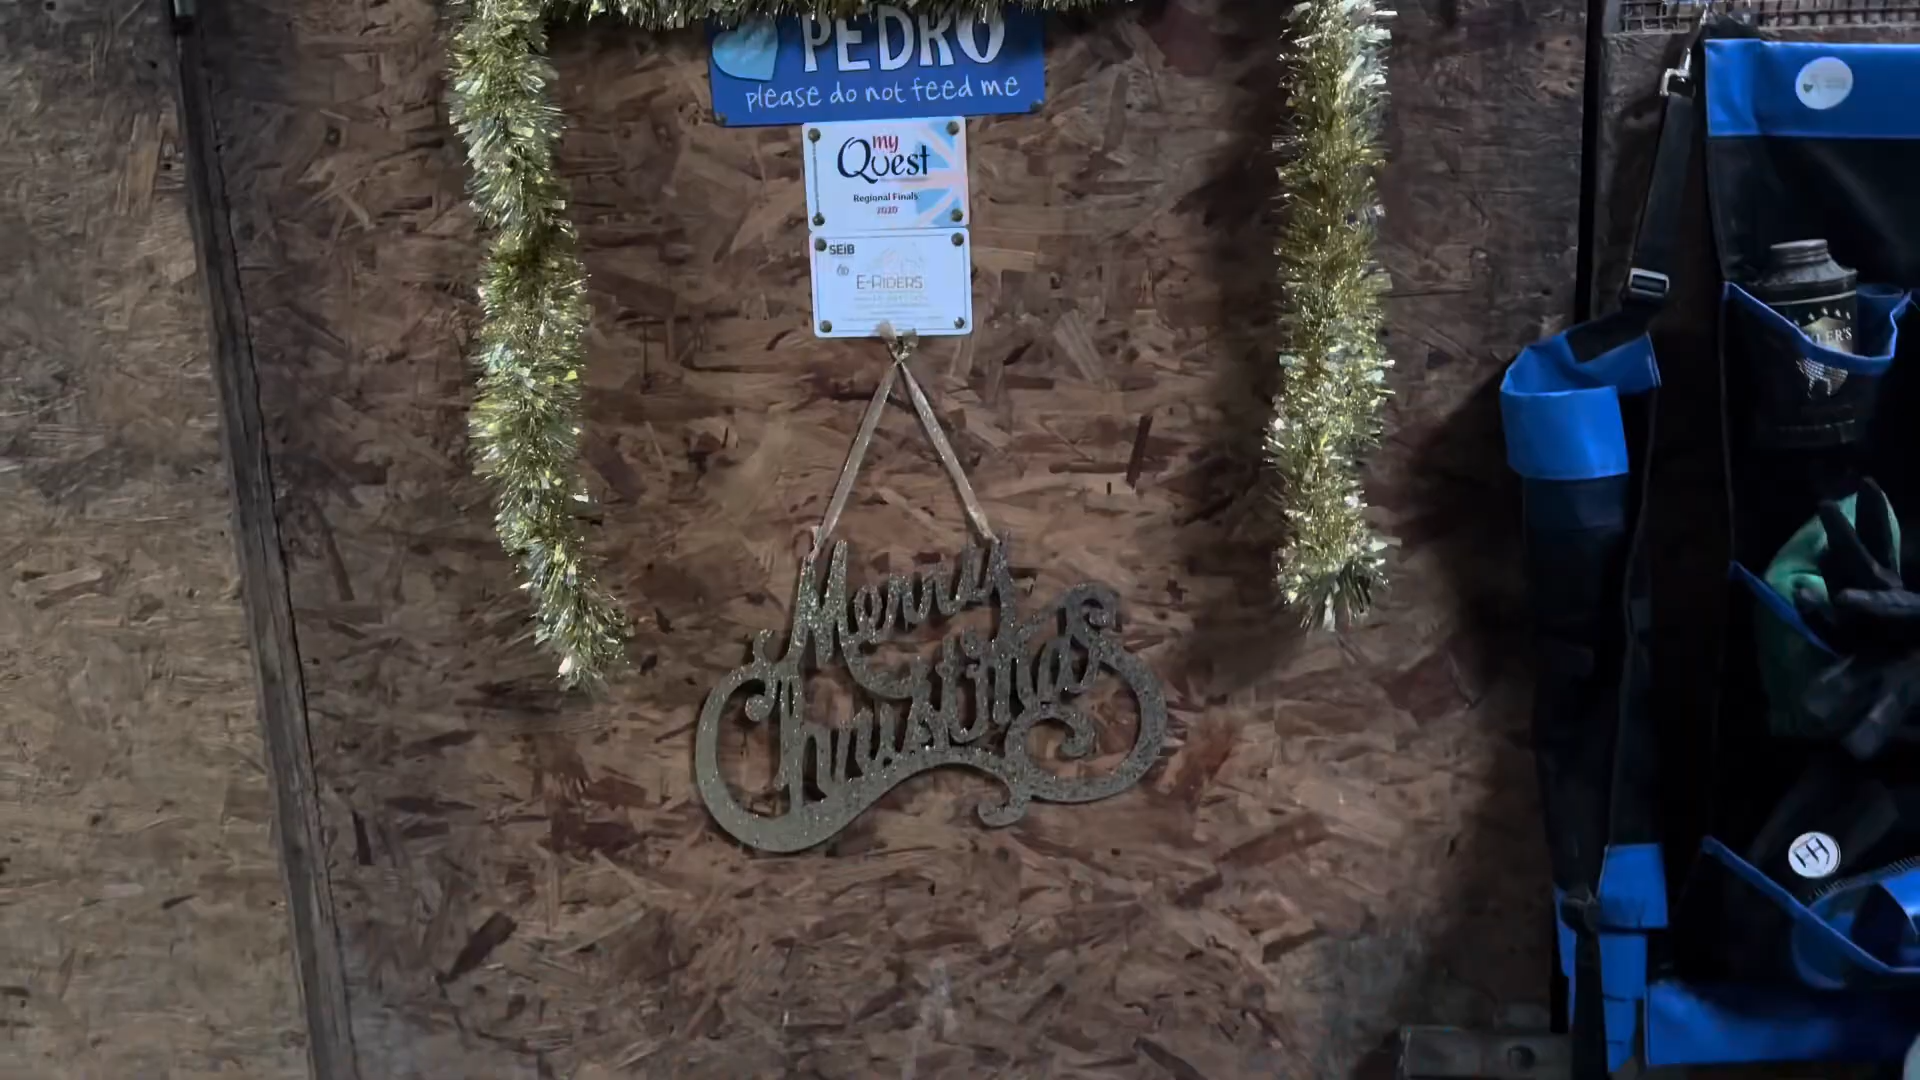 PEDRO
please do not feed me
my
Quest
Regional Finals
2020
SEIB
E-RIDERS
Merry
Christmas
H